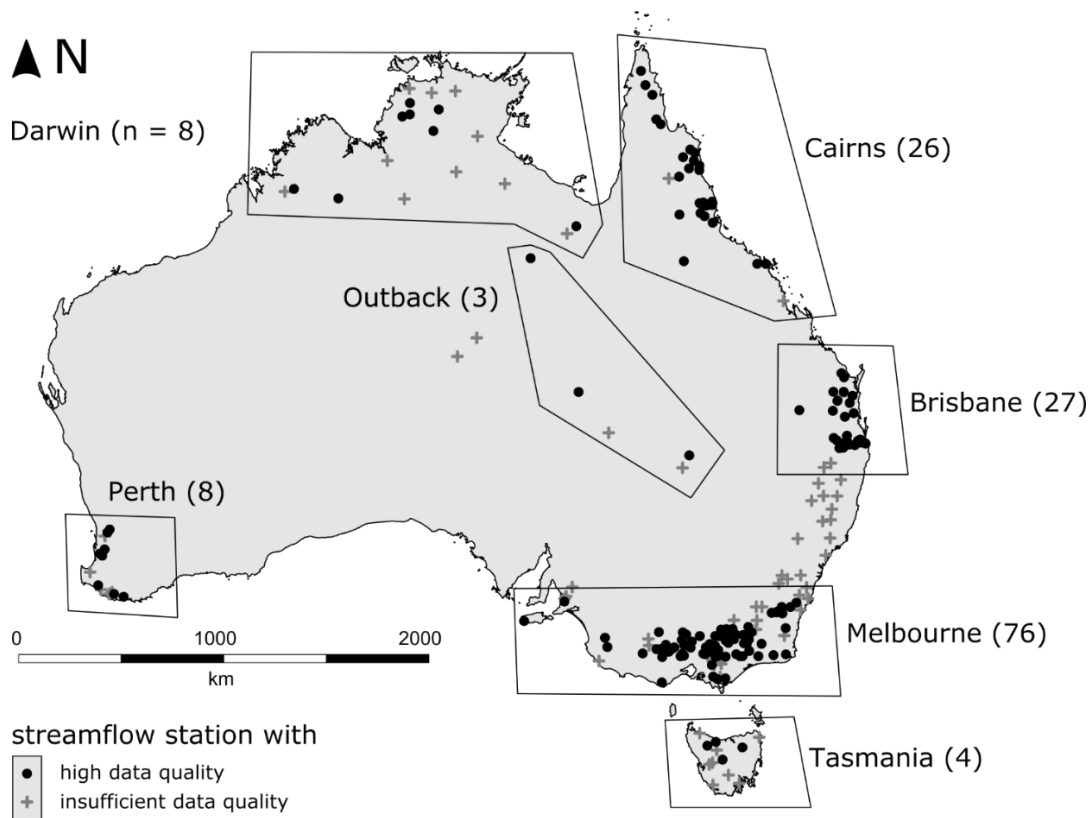 N
Darwin (n = 8)
Cairns (26)
Outback (3)
Brisbane (27)
Perth (8)
Melbourne (76)
0 1000 2000
km
Tasmania (4)
streamflow station with
high data quality
insufficient data quality